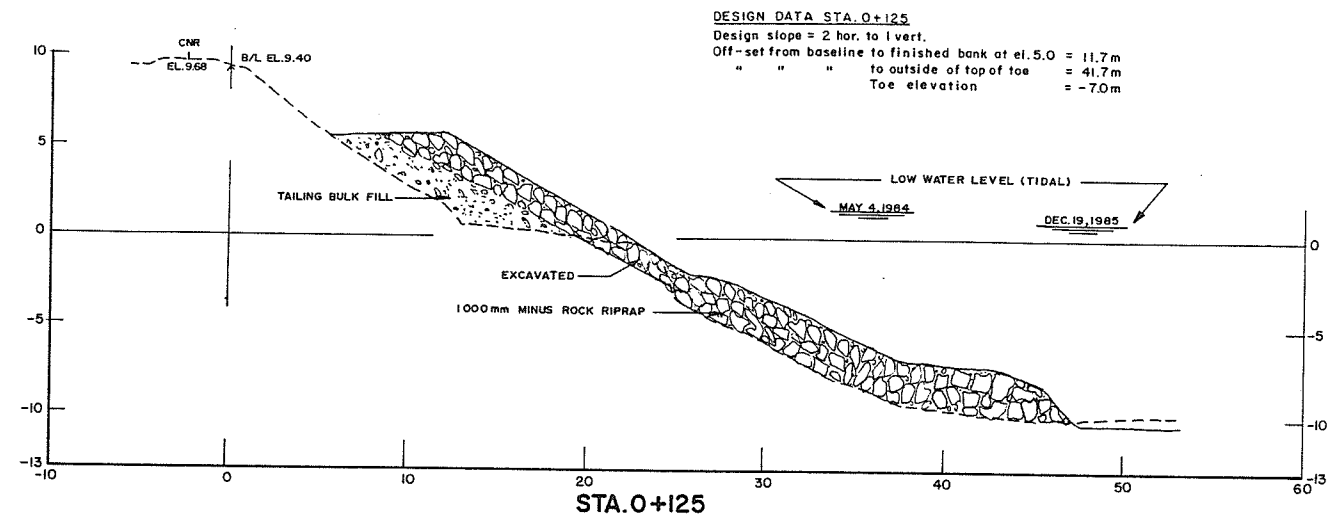 DESIGN DATA STA. 0+125
Design slope = 2 hor. to 1 vert.
Off-set from baseline to finished bank at el. 5.0 = 11.7m
" " " to outside of top of toe = 41.7m
Toe elevation = -7.0m
CNR
EL. 9.68
B/L EL. 9.40
10
5
0
-5
-10
-13
TAILING BULK FILL
EXCAVATED
1000mm MINUS ROCK RIPRAP
LOW WATER LEVEL (TIDAL)
MAY 4, 1984
DEC. 19, 1985
0
-5
-10
-13
-10 0 10 20 30 40 50 60
STA. 0+125